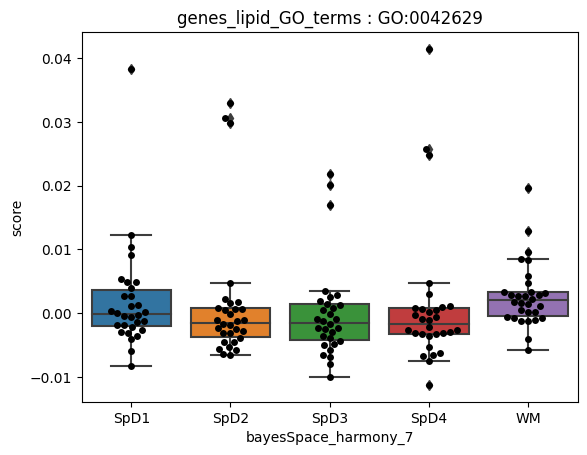 genes_lipid_GO_terms : GO:0042629
score
0.04
0.03
0.02
0.01
0.00
−0.01
SpD1 SpD2 SpD3 SpD4 WM
bayesSpace_harmony_7